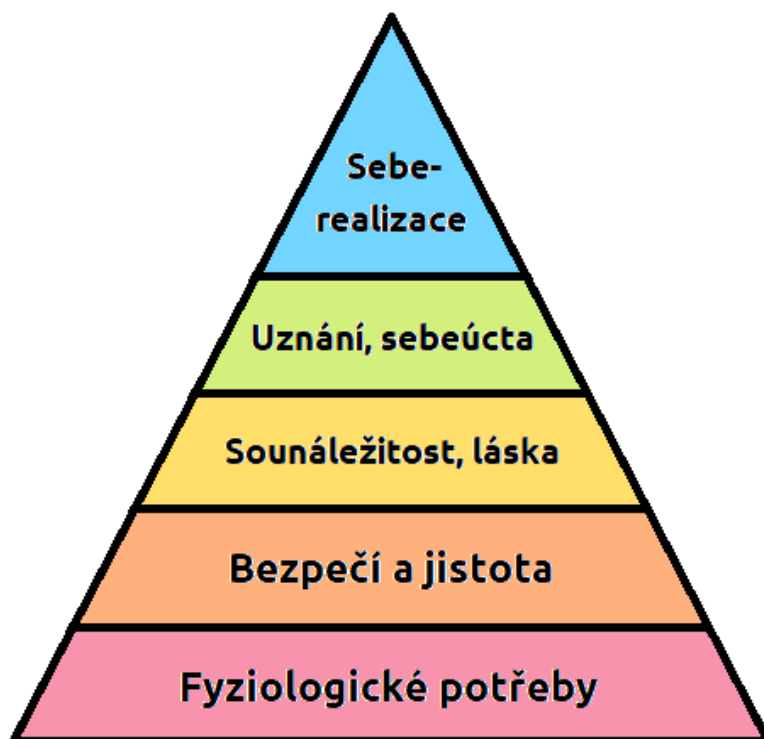 Sebe-
realizace
Uznání, sebeúcta
Sounáležitost, láska
Bezpečí a jistota
Fyziologické potřeby